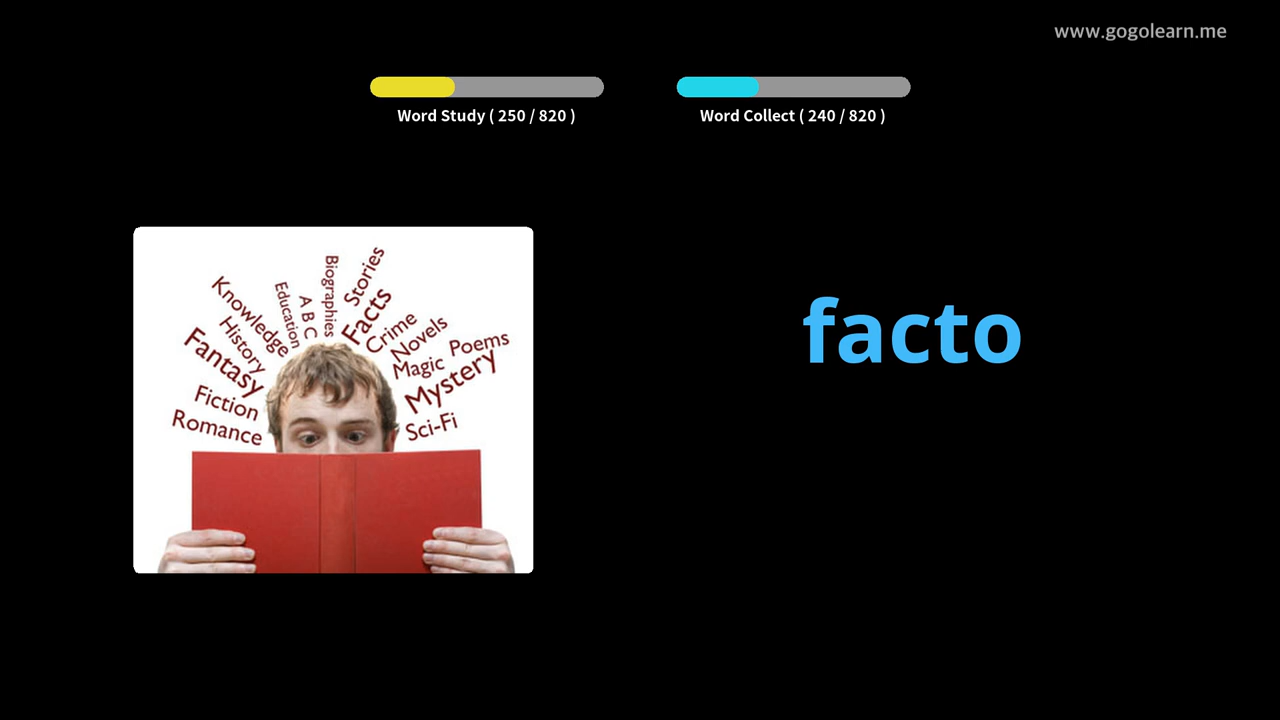 www.gogolearn.me
Word Study ( 250 / 820 )
Word Collect ( 240 / 820 )
Stories
Biographies
Facts
A B C
Education
Knowledge
Crime
Novels
History
Poems
Fantasy
Magic
Mystery
Fiction
Romance
Sci-Fi
facto